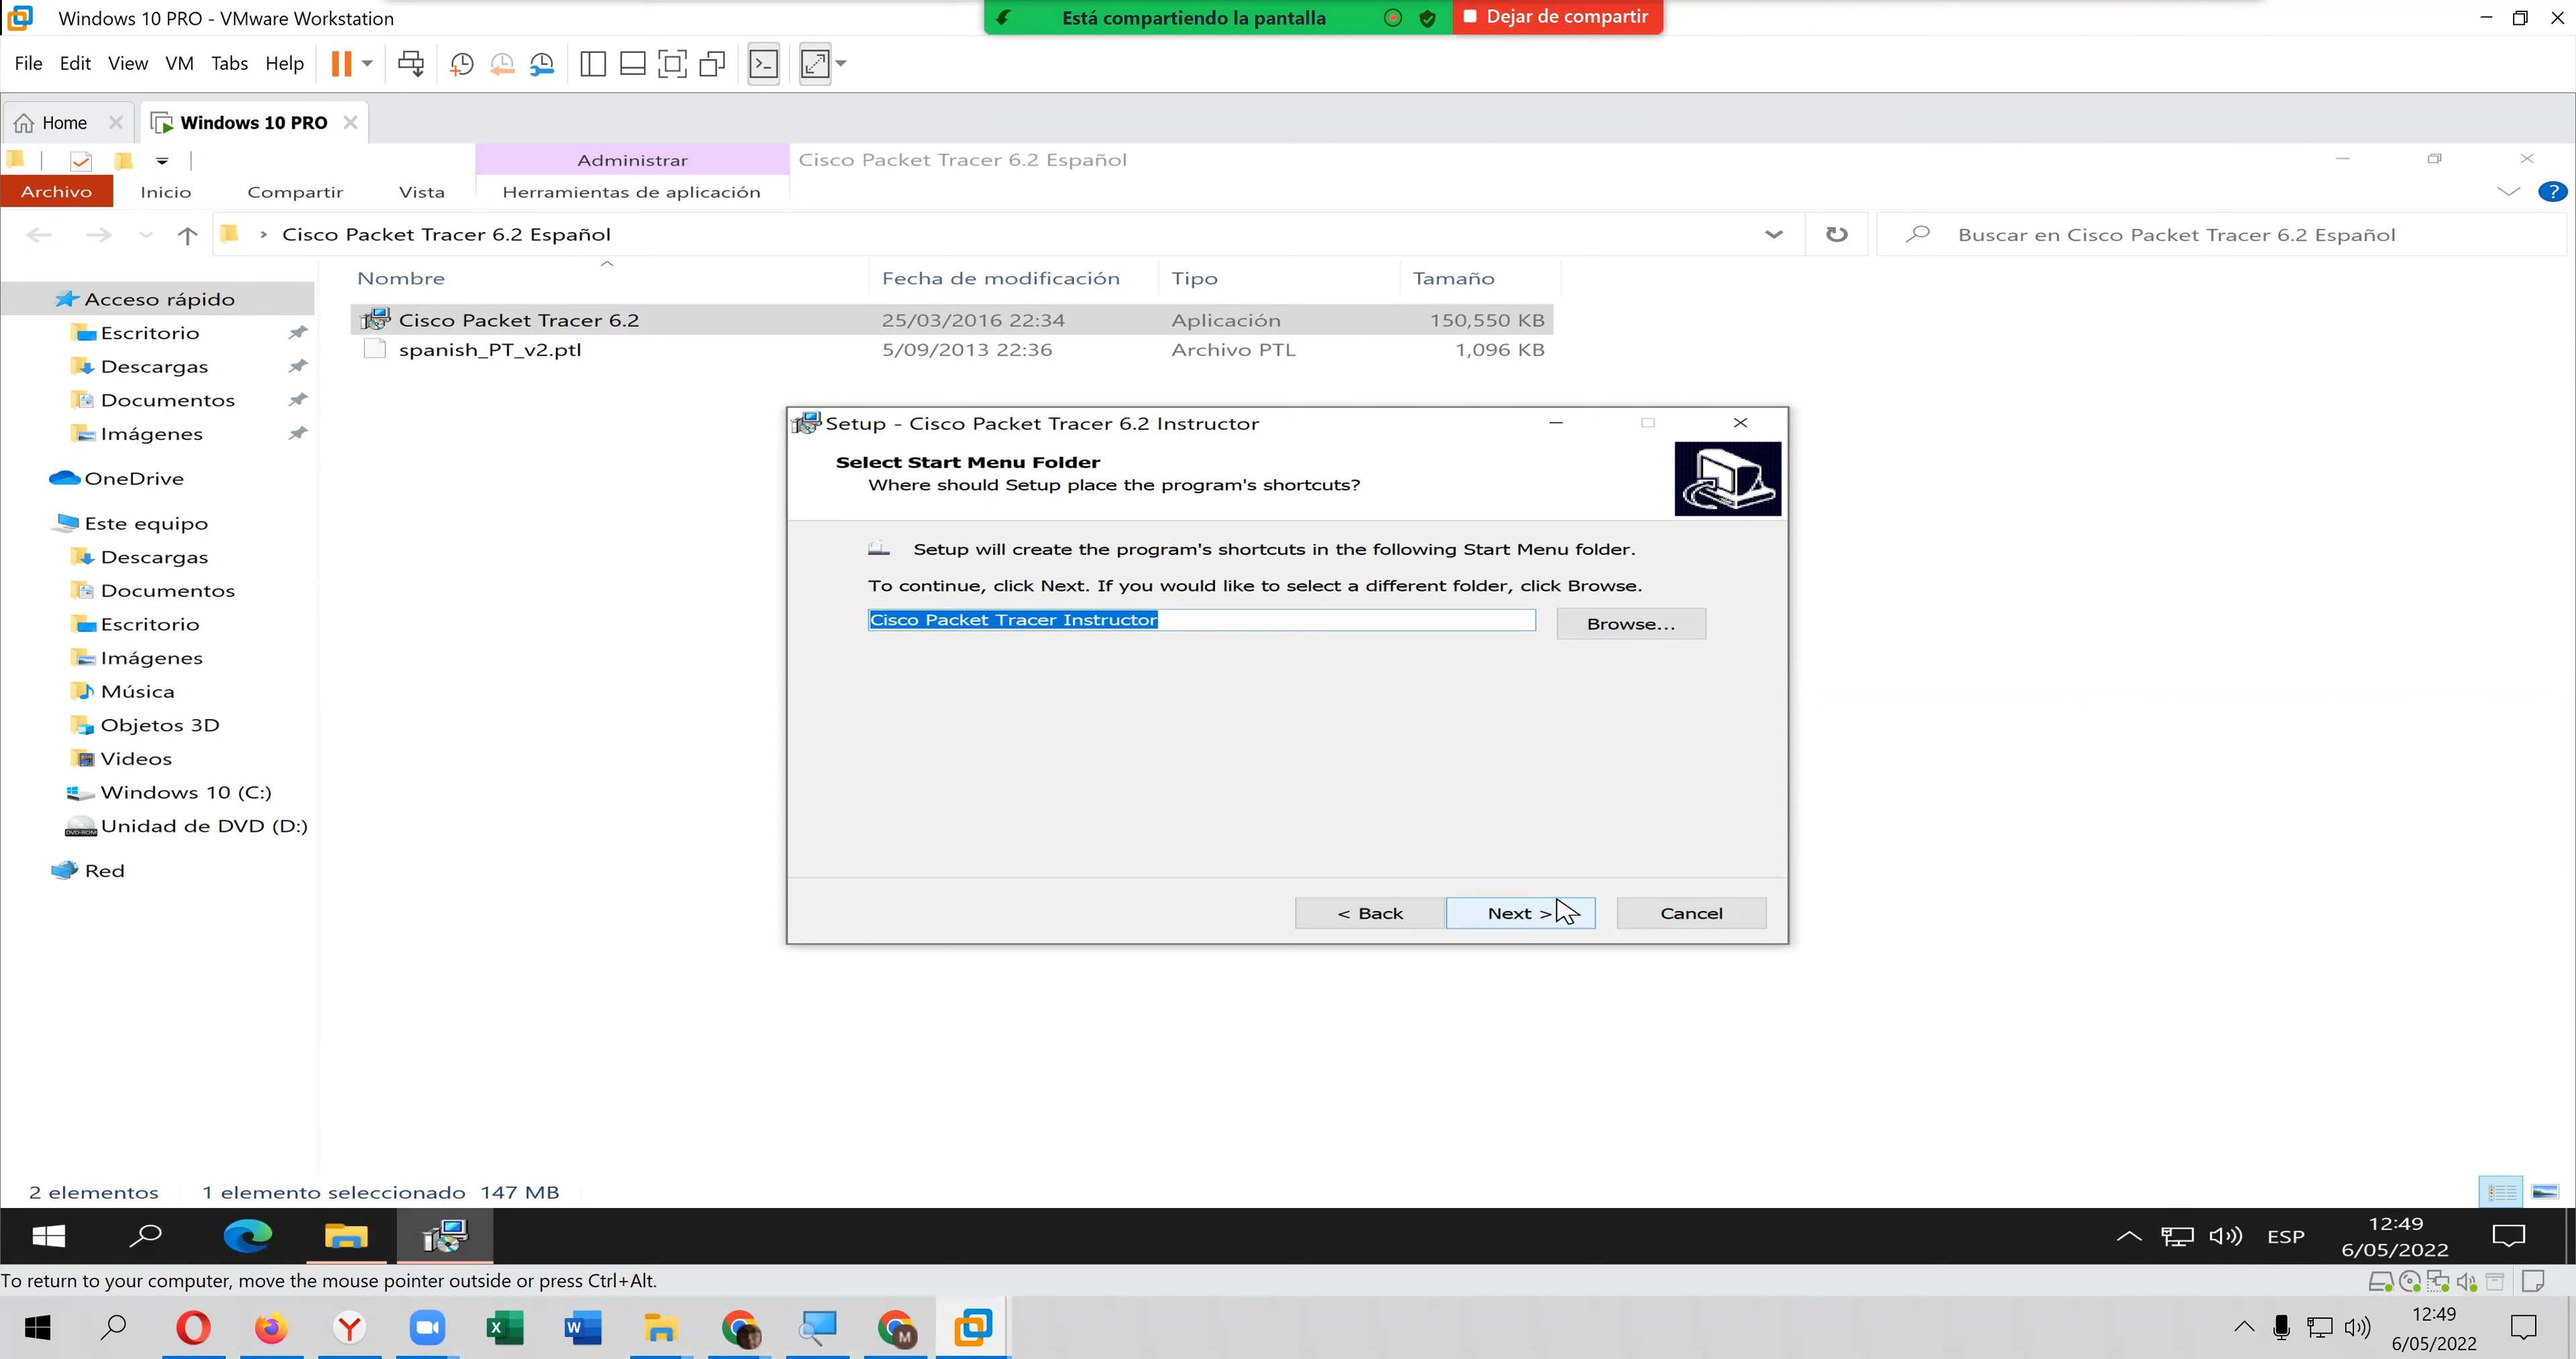 Windows 10 PRO - VMware Workstation
Está compartiendo la pantalla
Dejar de compartir
File Edit View VM Tabs Help
Home
Windows 10 PRO
Administrar
Cisco Packet Tracer 6.2 Español
Archivo Inicio Compartir Vista Herramientas de aplicación
?
> Cisco Packet Tracer 6.2 Español
Buscar en Cisco Packet Tracer 6.2 Español
Nombre Fecha de modificación Tipo Tamaño
Cisco Packet Tracer 6.2 25/03/2016 22:34 Aplicación 150,550 KB
spanish_PT_v2.ptl 5/09/2013 22:36 Archivo PTL 1,096 KB
Acceso rápido
Escritorio
Descargas
Documentos
Imágenes
OneDrive
Este equipo
Descargas
Documentos
Escritorio
Imágenes
Música
Objetos 3D
Videos
Windows 10 (C:)
DVD-ROM
Unidad de DVD (D:)
Red
Setup - Cisco Packet Tracer 6.2 Instructor
Select Start Menu Folder
Where should Setup place the program's shortcuts?
Setup will create the program's shortcuts in the following Start Menu folder.
To continue, click Next. If you would like to select a different folder, click Browse.
Cisco Packet Tracer Instructor
Browse...
< Back
Next >
Cancel
2 elementos 1 elemento seleccionado 147 MB
ESP
12:49
6/05/2022
To return to your computer, move the mouse pointer outside or press Ctrl+Alt.
X
W
M
12:49
6/05/2022